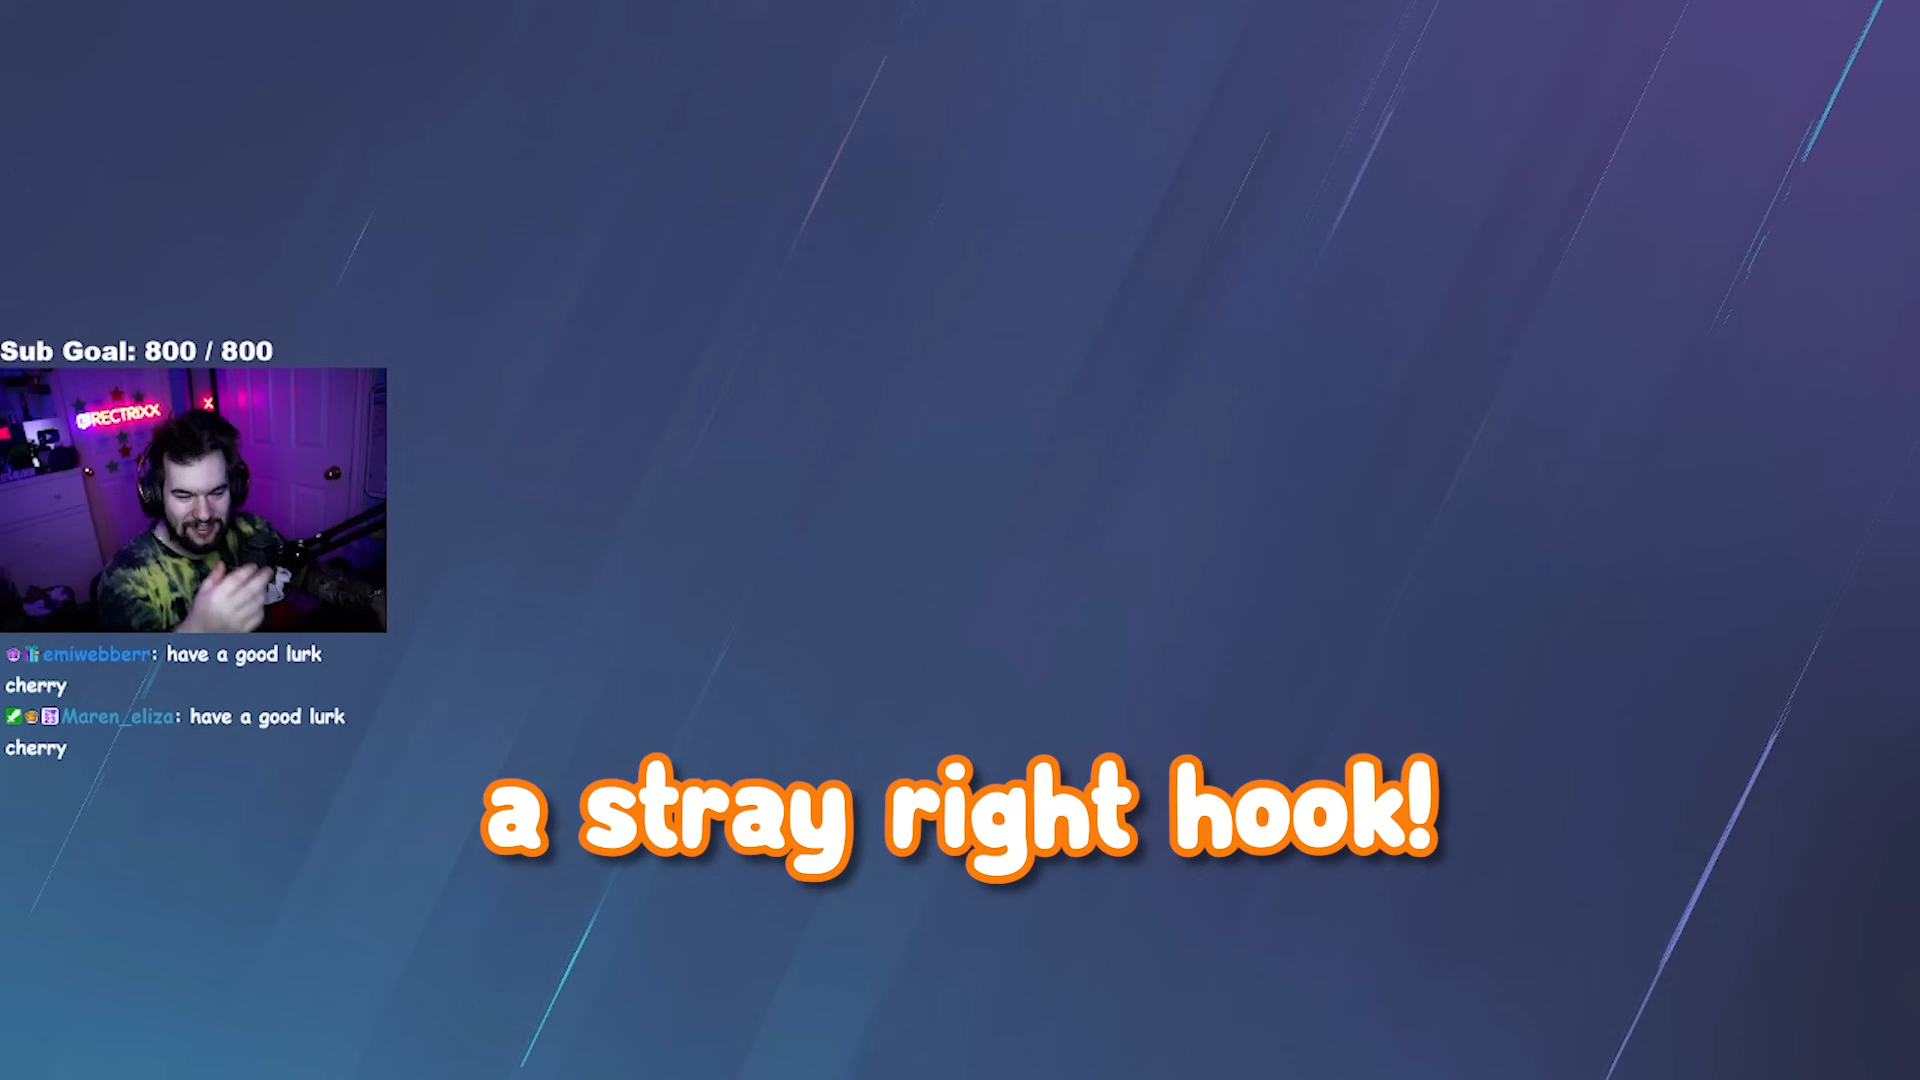 Sub Goal: 800 / 800
@RECTRIXX
X
emiwebberr: have a good lurk
cherry
Maren_eliza: have a good lurk
cherry
a stray right hook!